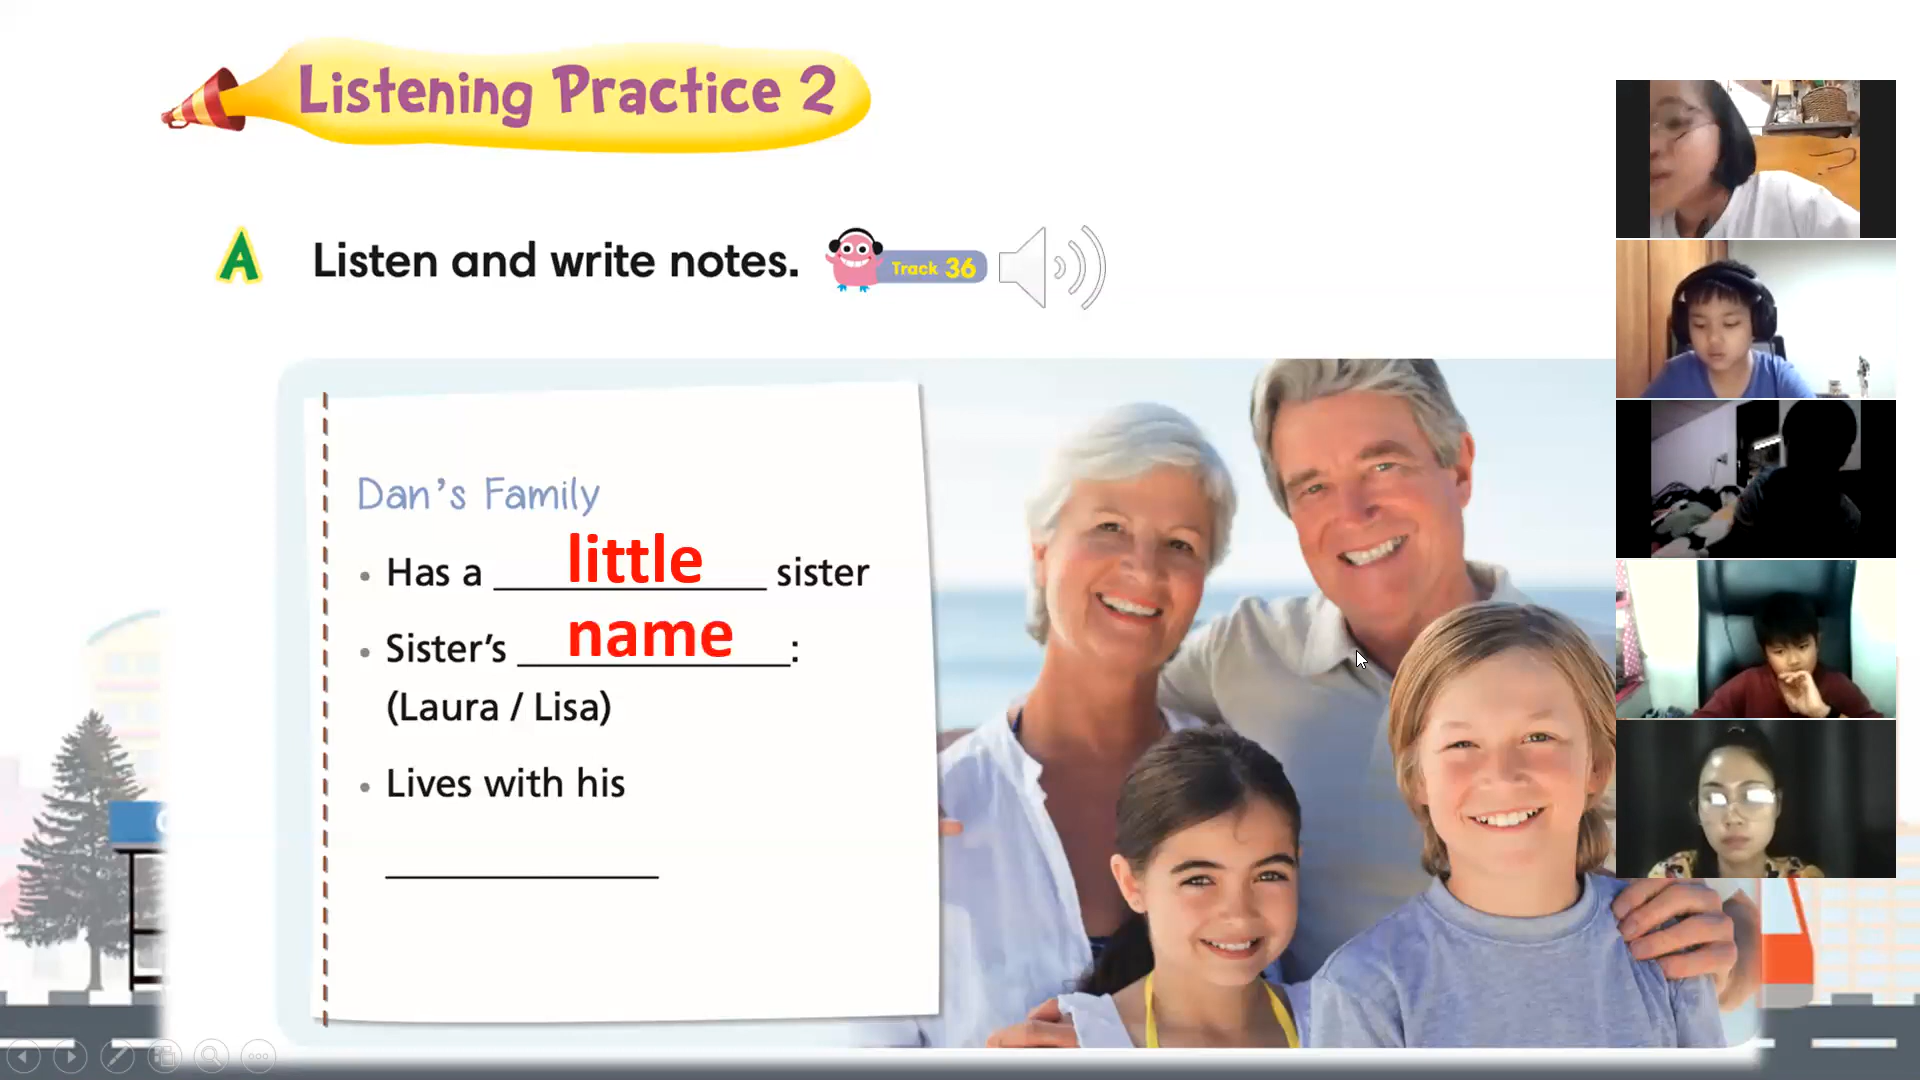 Listening Practice 2
A Listen and write notes. Track 36
Dan's Family
• Has a little sister
• Sister's name:
(Laura / Lisa)
• Lives with his